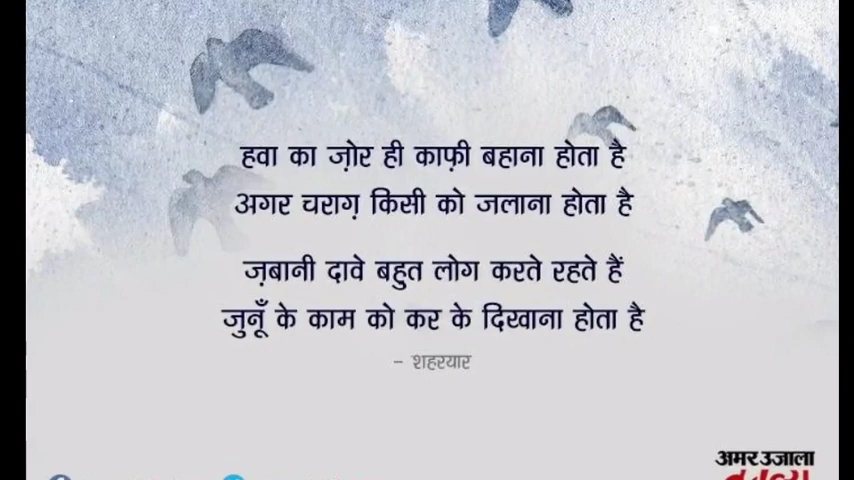 हवा का ज़ोर ही काफ़ी बहाना होता है
अगर चराग़ किसी को जलाना होता है
ज़बानी दावे बहुत लोग करते रहते हैं
जुनूँ के काम को कर के दिखाना होता है
– शहरयार
अमर उजाला